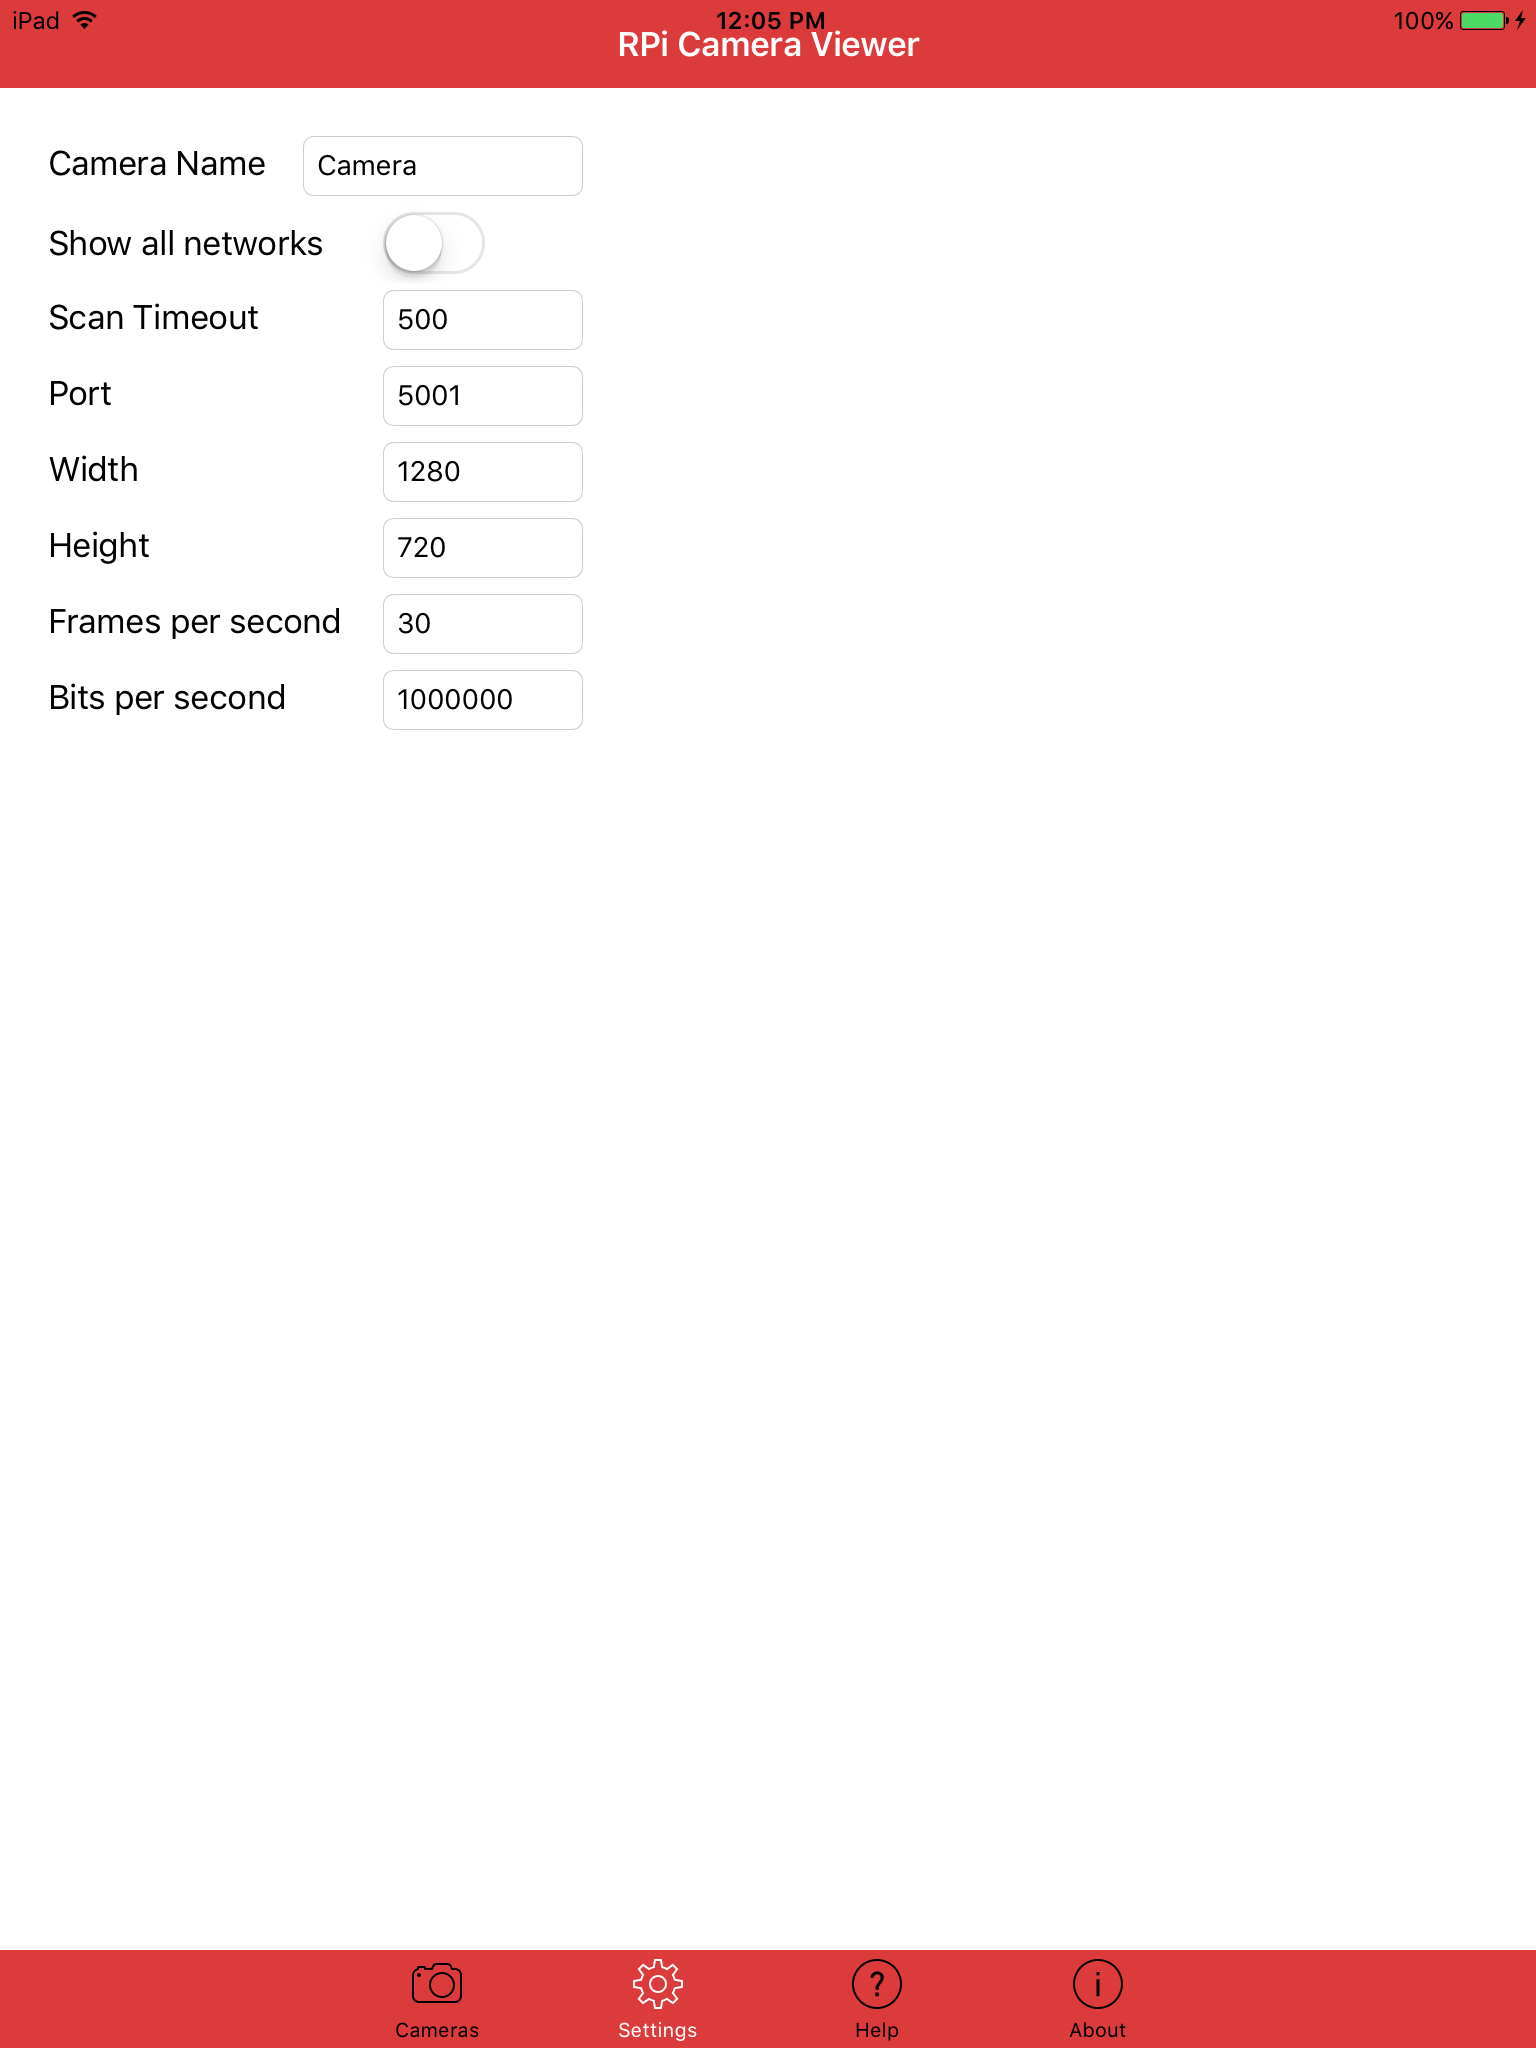 iPad 12:05 PM 100%
RPi Camera Viewer
Camera Name Camera
Show all networks
Scan Timeout 500
Port 5001
Width 1280
Height 720
Frames per second 30
Bits per second 1000000
Cameras Settings Help About